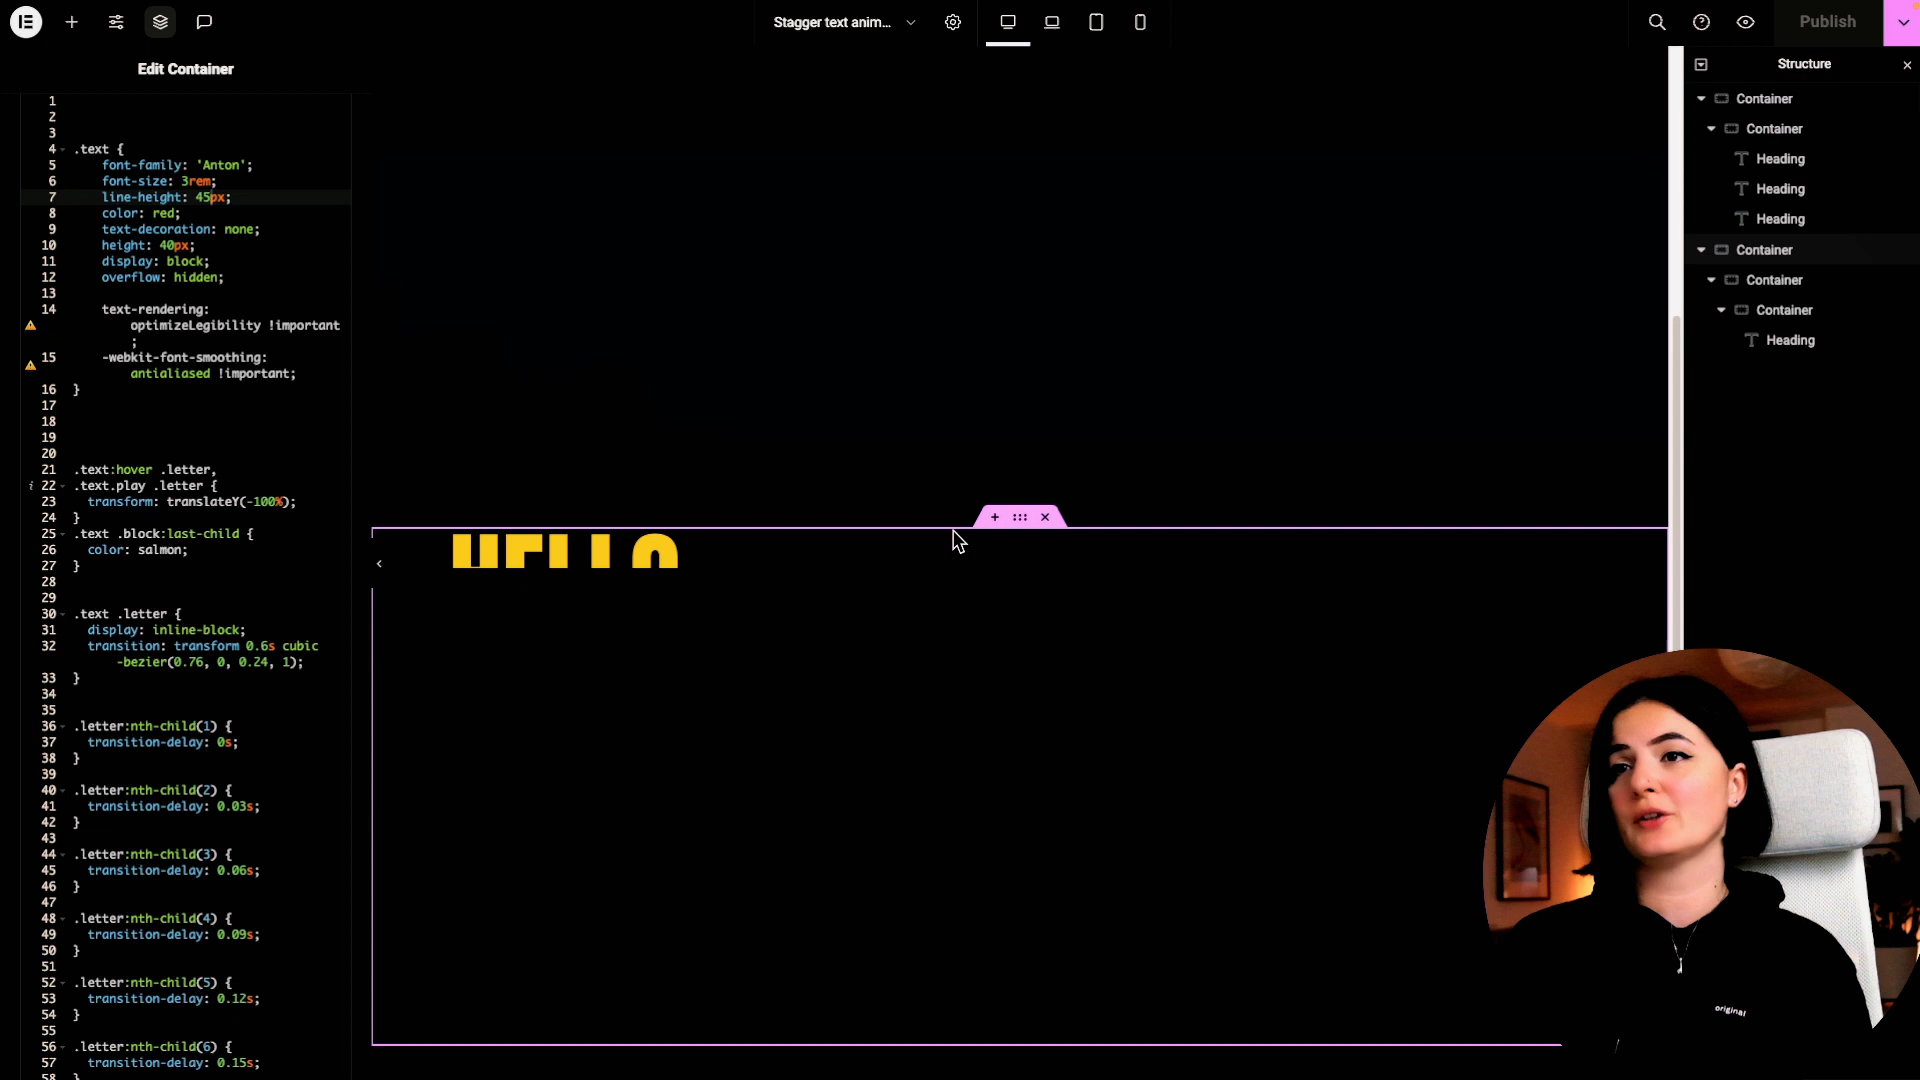 Stagger text anim...
Publish
Edit Container
Structure
1
2
3
4 .text {
5 font-family: 'Anton';
6 font-size: 3rem;
7 line-height: 45px;
8 color: red;
9 text-decoration: none;
10 height: 40px;
11 display: block;
12 overflow: hidden;
13
14 text-rendering:
optimizeLegibility !important
;
15 -webkit-font-smoothing:
antialiased !important;
16 }
17
18
19
20
21 .text:hover .letter,
22 .text.play .letter {
23 transform: translateY(-100%);
24 }
25 .text .block:last-child {
26 color: salmon;
27 }
28
29
30 .text .letter {
31 display: inline-block;
32 transition: transform 0.6s cubic
-bezier(0.76, 0, 0.24, 1);
33 }
34
35
36 .letter:nth-child(1) {
37 transition-delay: 0s;
38 }
39
40 .letter:nth-child(2) {
41 transition-delay: 0.03s;
42 }
43
44 .letter:nth-child(3) {
45 transition-delay: 0.06s;
46 }
47
48 .letter:nth-child(4) {
49 transition-delay: 0.09s;
50 }
51
52 .letter:nth-child(5) {
53 transition-delay: 0.12s;
54 }
55
56 .letter:nth-child(6) {
57 transition-delay: 0.15s;
58 }
HELLO
Container
Container
Heading
Heading
Heading
Container
Container
Container
Heading
original